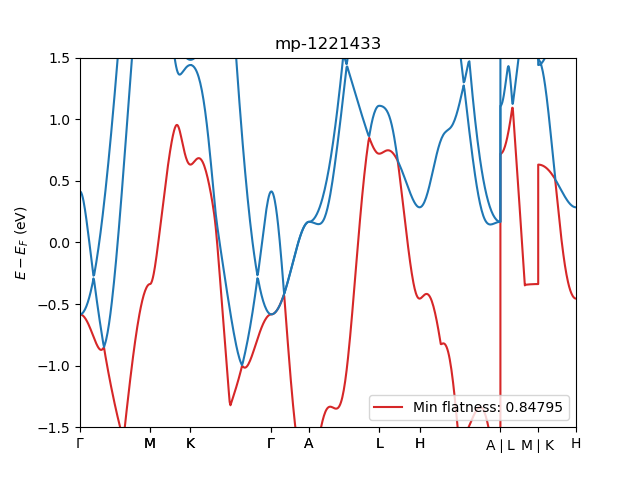 mp-1221433
E − E_F (eV)
1.5
1.0
0.5
0.0
−0.5
−1.0
−1.5
Min flatness: 0.84795
Γ M K Γ A L H A | L M | K H